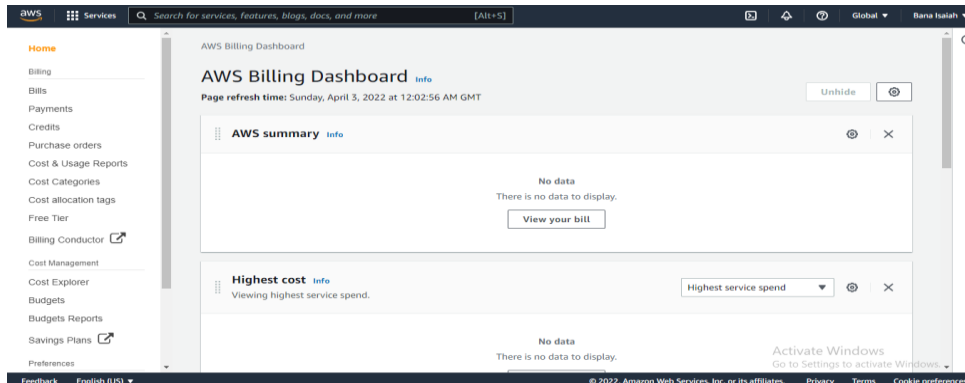 aws Services Search for services, features, blogs, docs, and more [Alt+S] Global Bana Isaiah
Home
Billing
Bills
Payments
Credits
Purchase orders
Cost & Usage Reports
Cost Categories
Cost allocation tags
Free Tier
Billing Conductor
Cost Management
Cost Explorer
Budgets
Budgets Reports
Savings Plans
Preferences
AWS Billing Dashboard
AWS Billing Dashboard Info
Page refresh time: Sunday, April 3, 2022 at 12:02:56 AM GMT
Unhide
AWS summary Info
No data
There is no data to display.
View your bill
Highest cost Info
Viewing highest service spend.
Highest service spend
No data
There is no data to display.
Activate Windows
Go to Settings to activate Windows.
Feedback English (US) © 2022, Amazon Web Services, Inc. or its affiliates. Privacy Terms Cookie preferences